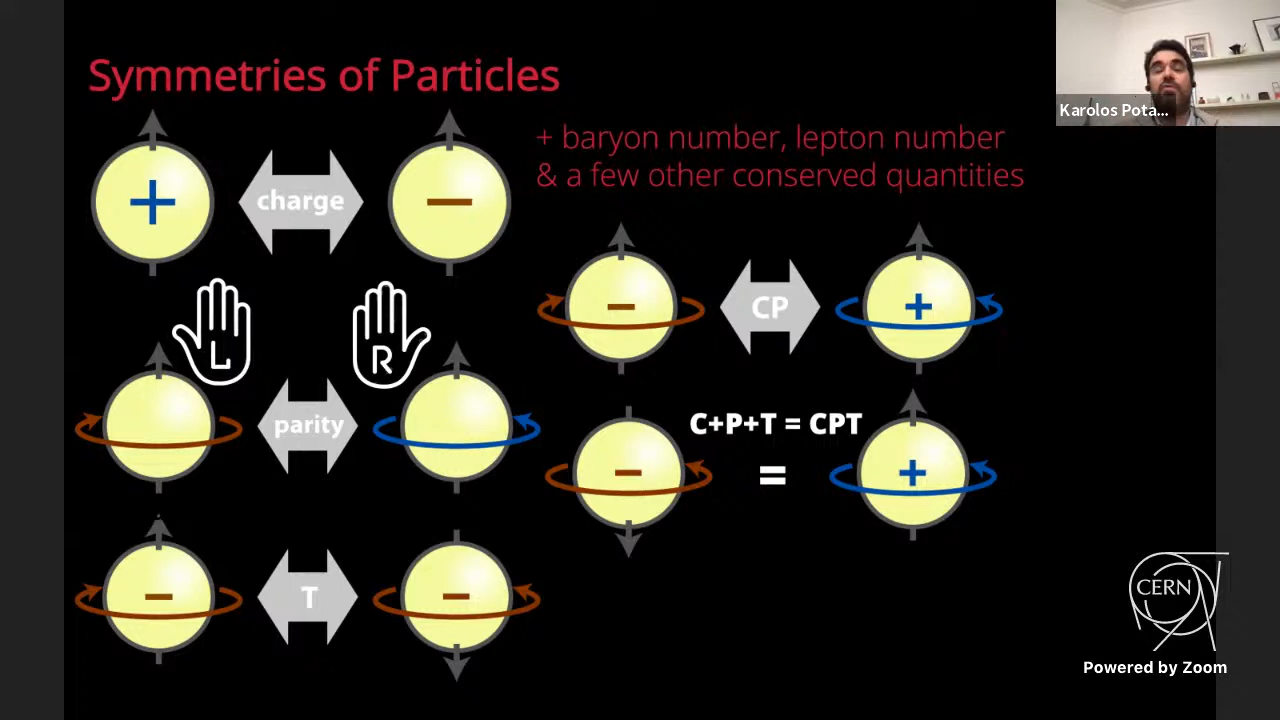 Symmetries of Particles
+ baryon number, lepton number
& a few other conserved quantities
+
charge
−
L
R
parity
−
CP
+
C+P+T = CPT
−
=
+
−
T
−
Karolos Pota...
CERN
Powered by Zoom